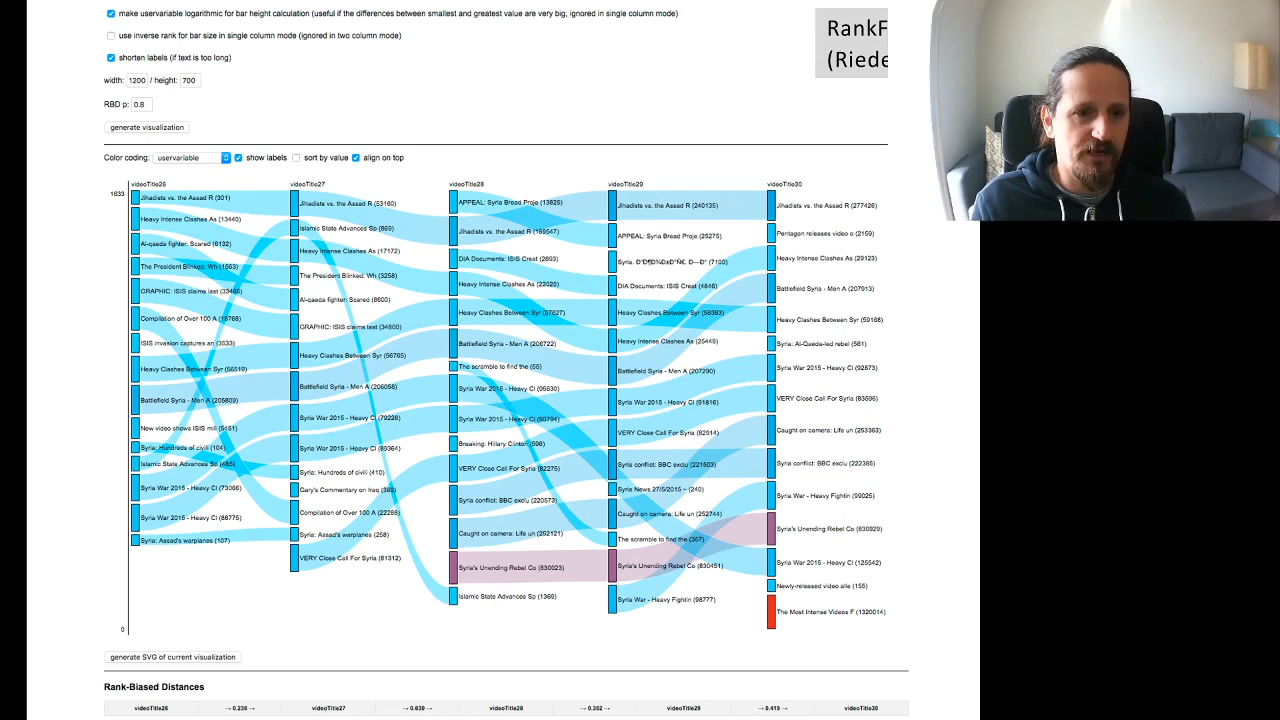 make uservariable logarithmic for bar height calculation (useful if the differences between smallest and greatest value are very big, ignored in single column mode)
use inverse rank for bar size in single column mode (ignored in two column mode)
shorten labels (if text is too long)
width: 1200 / height: 700
RBD p: 0.8
generate visualization
RankF
(Riede
Color coding: uservariable show labels sort by value align on top
1633
0
videoTitle26
Jihadists vs. the Assad R (301)
Heavy Intense Clashes As (13440)
Al-qaeda fighter: Scared (6132)
The President Blinked: Wh (1563)
GRAPHIC: ISIS claims last (33466)
Compilation of Over 100 A (18768)
ISIS invasion captures an (3533)
Heavy Clashes Between Syr (56519)
Battlefield Syria - Men A (205809)
New video shows ISIS mili (5451)
Syria: Hundreds of civili (104)
Islamic State Advances Sp (485)
Syria War 2015 - Heavy Cl (73066)
Syria War 2015 - Heavy Cl (88775)
Syria: Assad's warplanes (107)
videoTitle27
Jihadists vs. the Assad R (53160)
Islamic State Advances Sp (869)
Heavy Intense Clashes As (17172)
The President Blinked: Wh (3258)
Al-qaeda fighter: Scared (8600)
GRAPHIC: ISIS claims last (34800)
Heavy Clashes Between Syr (56765)
Battlefield Syria - Men A (206058)
Syria War 2015 - Heavy Cl (79228)
Syria War 2015 - Heavy Cl (89364)
Syria: Hundreds of civili (410)
Gary's Commentary on Iraq (389)
Compilation of Over 100 A (22288)
Syria: Assad's warplanes (258)
VERY Close Call For Syria (81312)
videoTitle28
APPEAL: Syria Bread Proje (13825)
Jihadists vs. the Assad R (189547)
DIA Documents: ISIS Creat (2893)
Heavy Intense Clashes As (22020)
Heavy Clashes Between Syr (57627)
Battlefield Syria - Men A (206722)
The scramble to find the (55)
Syria War 2015 - Heavy Cl (95630)
Syria War 2015 - Heavy Cl (90794)
Breaking: Hillary Clinton (596)
VERY Close Call For Syria (82275)
Syria conflict: BBC exclu (220573)
Caught on camera: Life un (252121)
Syria's Unending Rebel Co (830023)
Islamic State Advances Sp (1369)
videoTitle29
Jihadists vs. the Assad R (240135)
APPEAL: Syria Bread Proje (25275)
Syria. (7100)
DIA Documents: ISIS Creat (4846)
Heavy Clashes Between Syr (58383)
Heavy Intense Clashes As (25449)
Battlefield Syria - Men A (207290)
Syria War 2015 - Heavy Cl (91816)
VERY Close Call For Syria (82914)
Syria conflict: BBC exclu (221503)
Syria News 27/5/2015 – (240)
Caught on camera: Life un (252744)
The scramble to find the (367)
Syria's Unending Rebel Co (830451)
Syria War - Heavy Fightin (98777)
videoTitle30
Jihadists vs. the Assad R (277426)
Pentagon releases video o (2159)
Heavy Intense Clashes As (29123)
Battlefield Syria - Men A (207913)
Heavy Clashes Between Syr (59168)
Syria: Al-Qaeda-led rebel (561)
Syria War 2015 - Heavy Cl (92873)
VERY Close Call For Syria (83596)
Caught on camera: Life un (253363)
Syria conflict: BBC exclu (222385)
Syria War - Heavy Fightin (99025)
Syria's Unending Rebel Co (830929)
Syria War 2015 - Heavy Cl (125542)
Newly-released video alle (155)
The Most Intense Videos F (1320014)
generate SVG of current visualization
Rank-Biased Distances
videoTitle26 → 0.236 → videoTitle27 → 0.639 → videoTitle28 → 0.352 → videoTitle29 → 0.419 → videoTitle30